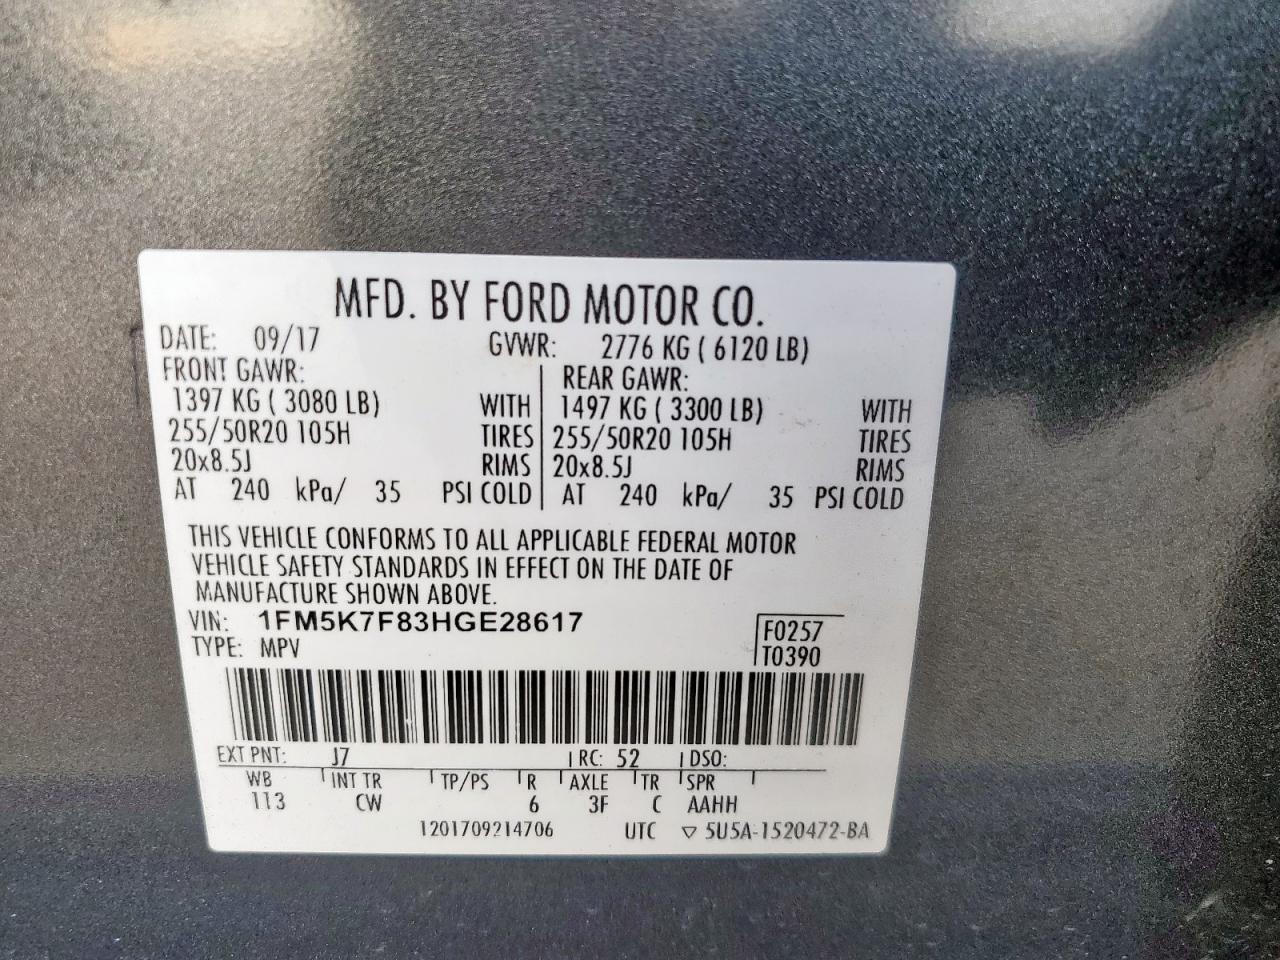 MFD. BY FORD MOTOR CO.
DATE: 09/17 GVWR: 2776 KG ( 6120 LB)
FRONT GAWR: REAR GAWR:
1397 KG ( 3080 LB) WITH 1497 KG ( 3300 LB) WITH
255/50R20 105H TIRES 255/50R20 105H TIRES
20x8.5J RIMS 20x8.5J RIMS
AT 240 kPa/ 35 PSI COLD AT 240 kPa/ 35 PSI COLD
THIS VEHICLE CONFORMS TO ALL APPLICABLE FEDERAL MOTOR
VEHICLE SAFETY STANDARDS IN EFFECT ON THE DATE OF
MANUFACTURE SHOWN ABOVE.
VIN: 1FM5K7F83HGE28617 F0257
TYPE: MPV T0390
EXT PNT: J7 RC: 52 DSO:
WB INT TR TP/PS R AXLE TR SPR
113 CW 6 3F C AAHH
1201709214706 UTC ▽ 5U5A-1520472-BA